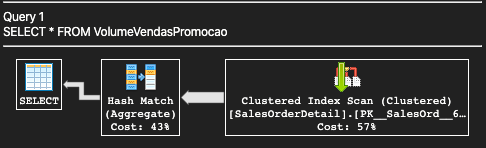 Query 1
SELECT * FROM VolumeVendasPromocao
SELECT
Hash Match
(Aggregate)
Cost: 43%
Clustered Index Scan (Clustered)
[SalesOrderDetail].[PK__SalesOrd__6…
Cost: 57%